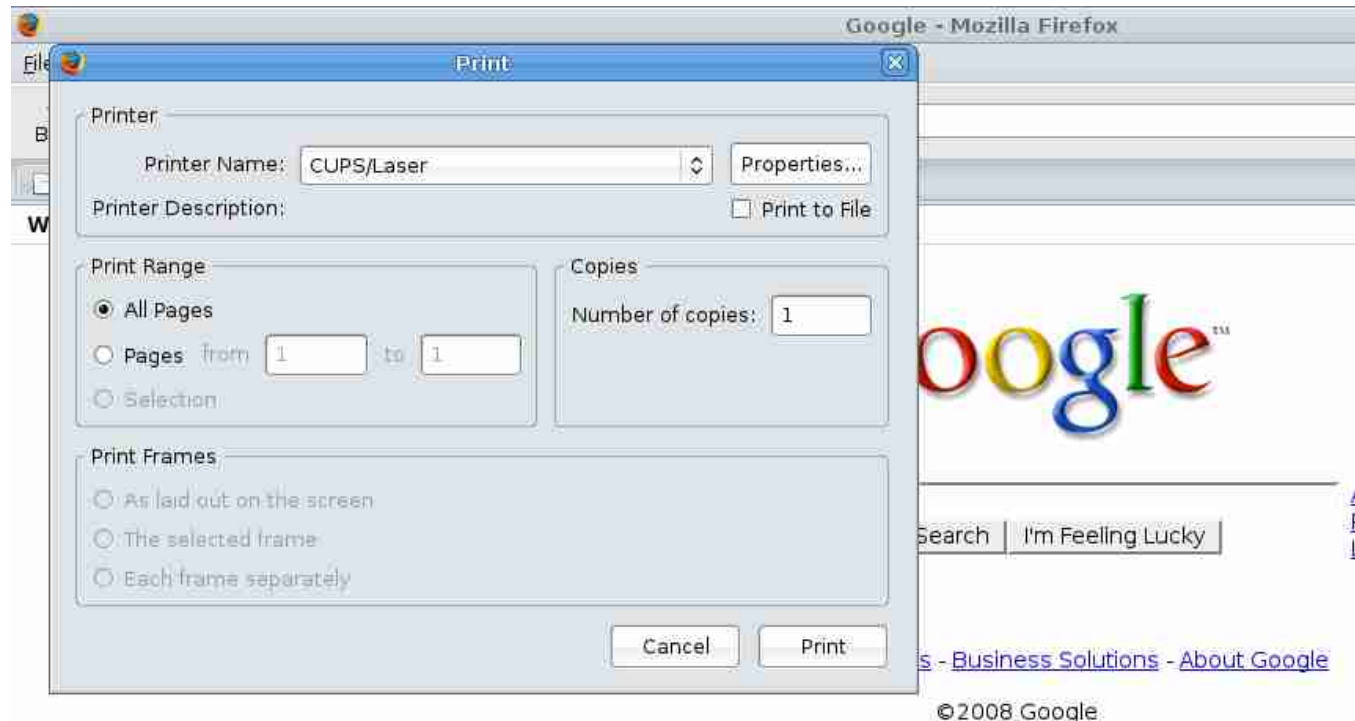 Google - Mozilla Firefox
File
Print
Printer
B
Printer Name: CUPS/Laser Properties...
Printer Description: Print to File
W
Print Range
All Pages
Pages from 1 to 1
Selection
Copies
Number of copies: 1
oogle™
Print Frames
As laid out on the screen
The selected frame
Each frame separately
Search I'm Feeling Lucky
Cancel Print
s - Business Solutions - About Google
©2008 Google